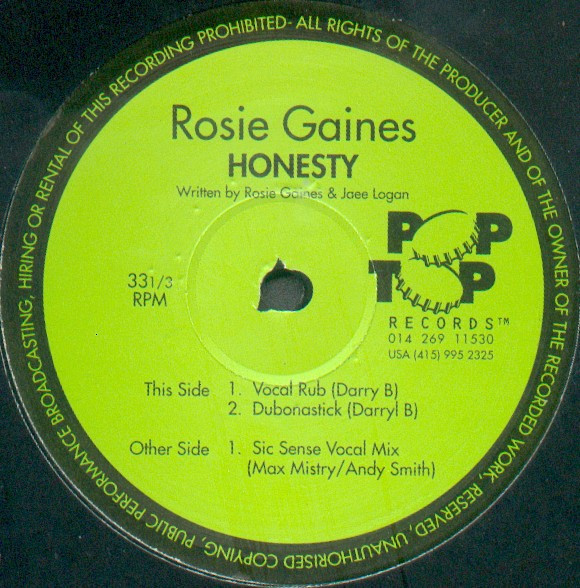 BROADCASTING, HIRING OR RENTAL OF THIS RECORDING PROHIBITED- ALL RIGHTS OF THE PRODUCER AND OF THE OWNER OF THE RECORDED WORK, RESERVED, UNAUTHORISED COPYING, PUBLIC PERFORMANCE
Rosie Gaines
HONESTY
Written by Rosie Gaines & Jaee Logan
POP
TOP
RECORDS™
014 269 11530
USA (415) 995 2325
33 1/3
RPM
This Side 1. Vocal Rub (Darry B)
2. Dubonastick (Darryl B)
Other Side 1. Sic Sense Vocal Mix
(Max Mistry/Andy Smith)